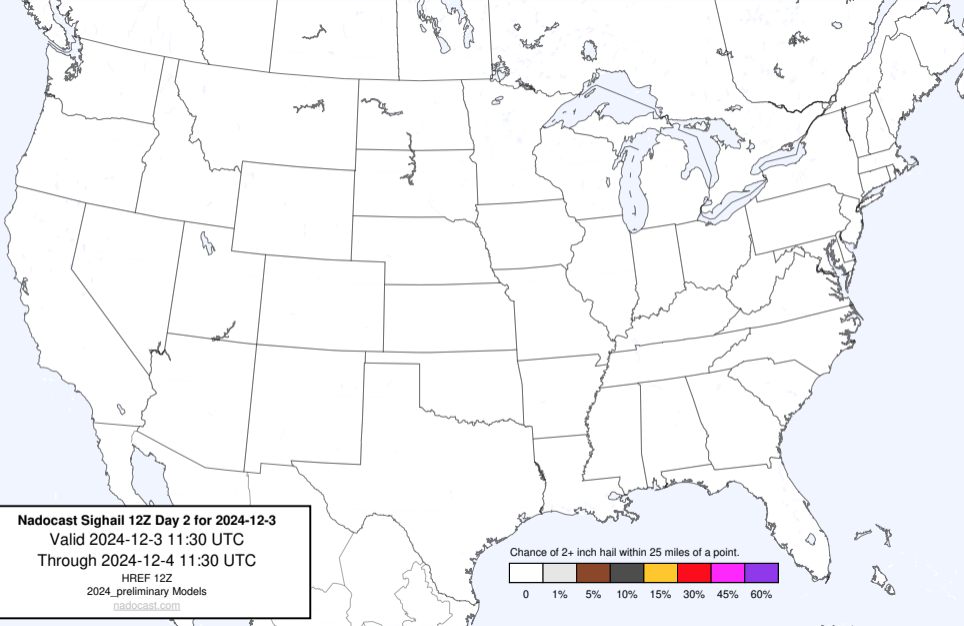 Nadocast Sighail 12Z Day 2 for 2024-12-3
Valid 2024-12-3 11:30 UTC
Through 2024-12-4 11:30 UTC
HREF 12Z
2024_preliminary Models
nadocast.com
Chance of 2+ inch hail within 25 miles of a point.
0 1% 5% 10% 15% 30% 45% 60%